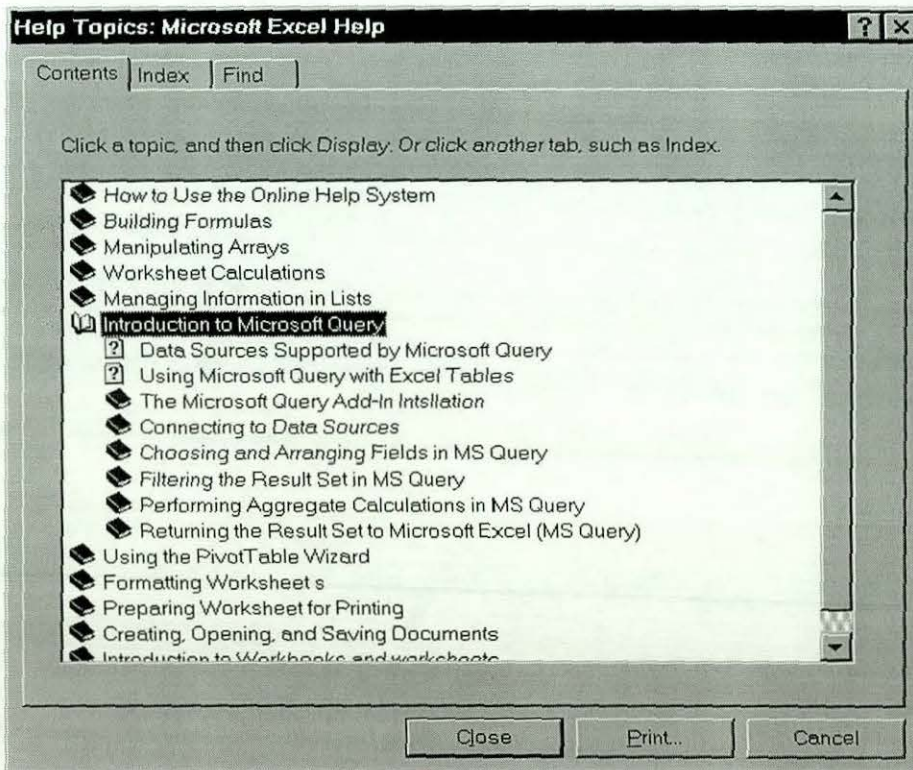 Help Topics: Microsoft Excel Help
Contents Index Find
Click a topic, and then click Display. Or click another tab, such as Index.
How to Use the Online Help System
Building Formulas
Manipulating Arrays
Worksheet Calculations
Managing Information in Lists
Introduction to Microsoft Query
? Data Sources Supported by Microsoft Query
? Using Microsoft Query with Excel Tables
The Microsoft Query Add-In Intsllation
Connecting to Data Sources
Choosing and Arranging Fields in MS Query
Filtering the Result Set in MS Query
Performing Aggregate Calculations in MS Query
Returning the Result Set to Microsoft Excel (MS Query)
Using the PivotTable Wizard
Formatting Worksheet s
Preparing Worksheet for Printing
Creating, Opening, and Saving Documents
Introduction to Workbooks and worksheets
Close Print... Cancel